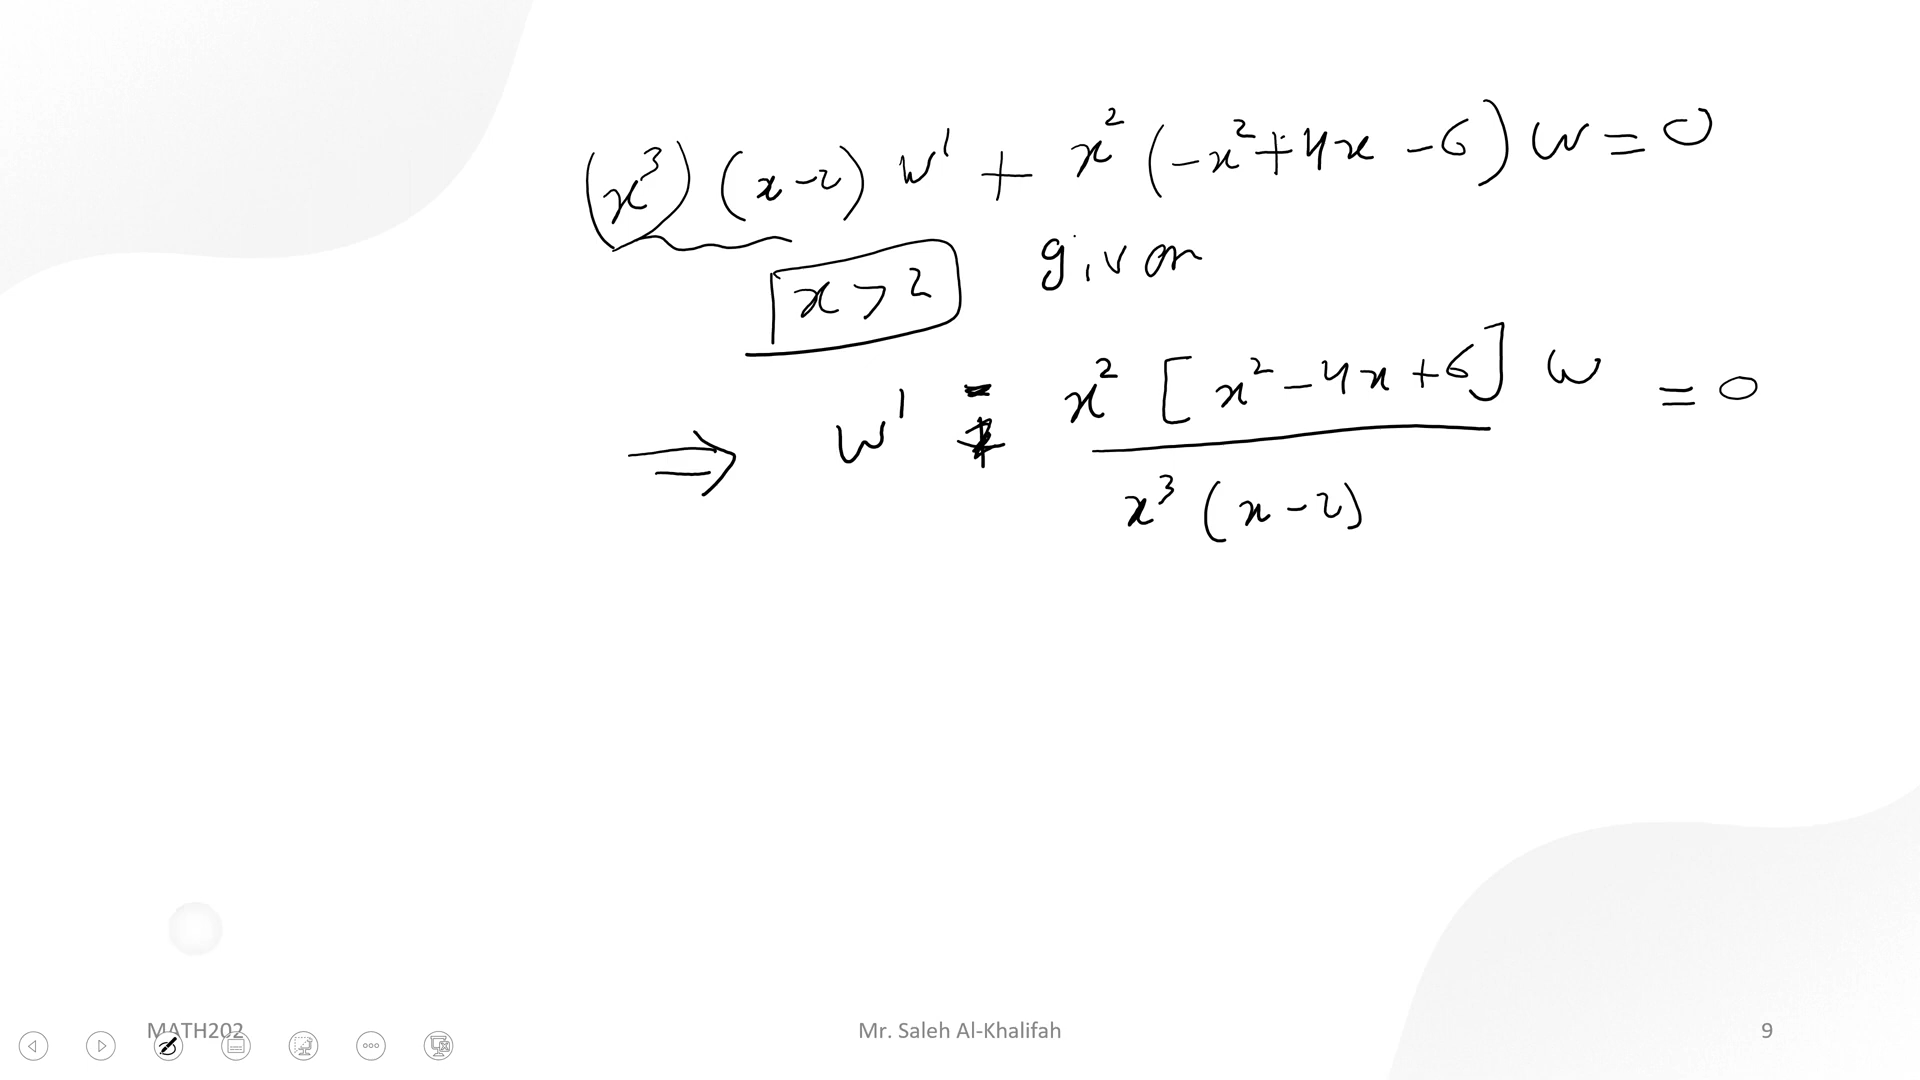 (x³)(x-2) w' + x²(-x²+4x-6) w = 0
x > 2 given
⇒ w' - x² [x²-4x+6] w = 0
x³ (x-2)
MATH202 Mr. Saleh Al-Khalifah 9